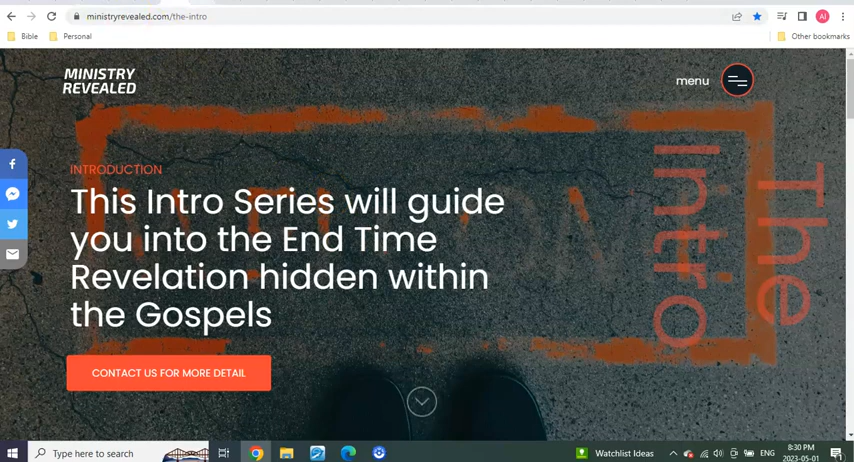 ministryrevealed.com/the-intro
Al
Bible
Personal
Other bookmarks
MINISTRY
REVEALED
menu
INTRODUCTION
This Intro Series will guide
you into the End Time
Revelation hidden within
the Gospels
The
Intro
CONTACT US FOR MORE DETAIL
Type here to search
Watchlist Ideas
ENG
8:30 PM
2023-05-01